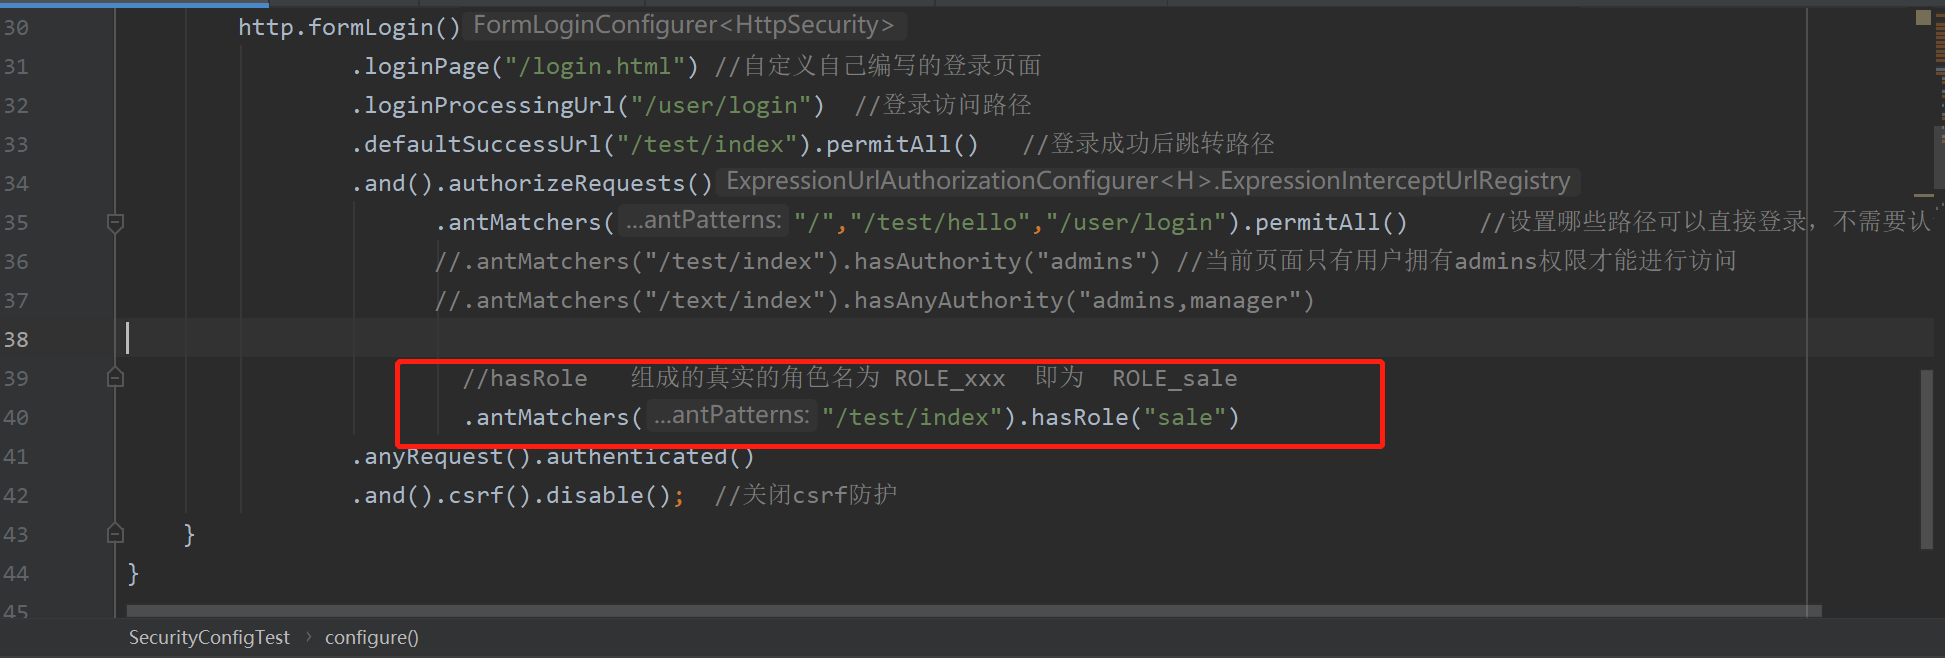 30 http.formLogin() FormLoginConfigurer<HttpSecurity>
31 .loginPage("/login.html") //自定义自己编写的登录页面
32 .loginProcessingUrl("/user/login") //登录访问路径
33 .defaultSuccessUrl("/test/index").permitAll() //登录成功后跳转路径
34 .and().authorizeRequests() ExpressionUrlAuthorizationConfigurer<H>.ExpressionInterceptUrlRegistry
35 .antMatchers( ...antPatterns: "/","/test/hello","/user/login").permitAll() //设置哪些路径可以直接登录，不需要认
36 //.antMatchers("/test/index").hasAuthority("admins") //当前页面只有用户拥有admins权限才能进行访问
37 //.antMatchers("/text/index").hasAnyAuthority("admins,manager")
38
39 //hasRole 组成的真实的角色名为 ROLE_xxx 即为 ROLE_sale
40 .antMatchers( ...antPatterns: "/test/index").hasRole("sale")
41 .anyRequest().authenticated()
42 .and().csrf().disable(); //关闭csrf防护
43 }
44 }
45
SecurityConfigTest › configure()